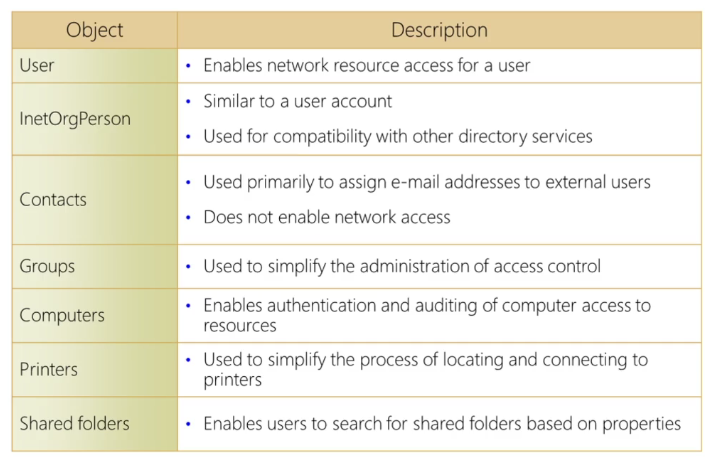 Object Description
User • Enables network resource access for a user
InetOrgPerson • Similar to a user account
• Used for compatibility with other directory services
Contacts • Used primarily to assign e-mail addresses to external users
• Does not enable network access
Groups • Used to simplify the administration of access control
Computers • Enables authentication and auditing of computer access to
resources
Printers • Used to simplify the process of locating and connecting to
printers
Shared folders • Enables users to search for shared folders based on properties